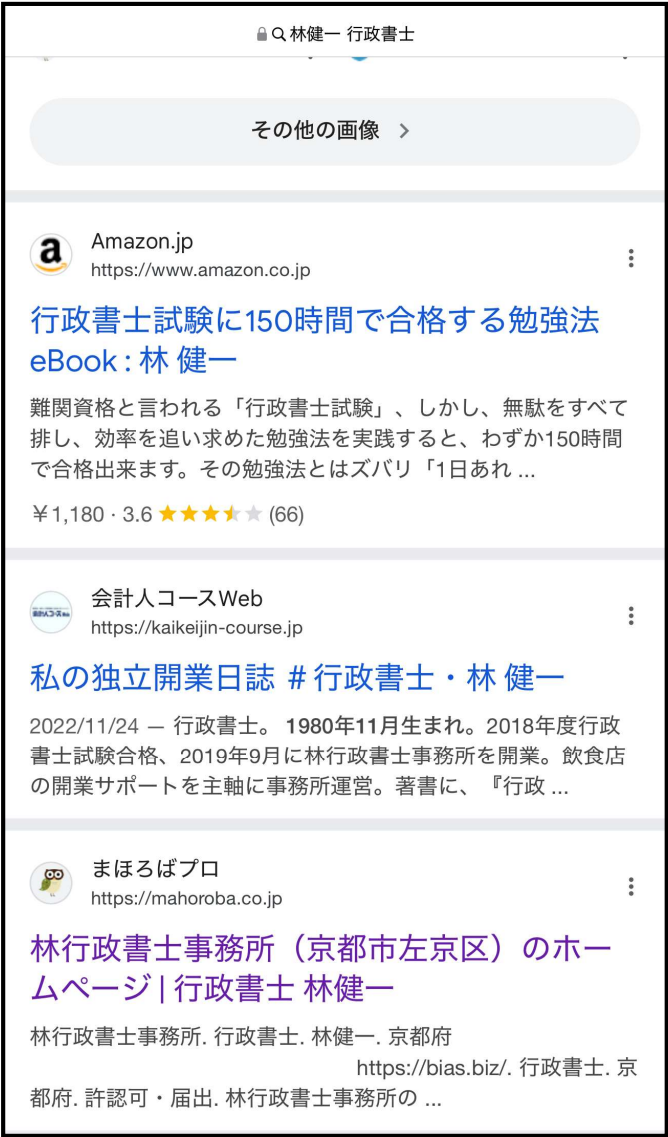 林健一 行政書士
その他の画像
Amazon.jp
https://www.amazon.co.jp
行政書士試験に150時間で合格する勉強法
eBook : 林 健一
難関資格と言われる「行政書士試験」、しかし、無駄をすべて
排し、効率を追い求めた勉強法を実践すると、わずか150時間
で合格出来ます。その勉強法とはズバリ「1日あれ ...
￥1,180 · 3.6 ★★★★★ (66)
会計人コースWeb
https://kaikeijin-course.jp
私の独立開業日誌 ＃行政書士・林 健一
2022/11/24 — 行政書士。 1980年11月生まれ。2018年度行政
書士試験合格、2019年9月に林行政書士事務所を開業。飲食店
の開業サポートを主軸に事務所運営。著書に、『行政 ...
まほろばプロ
https://mahoroba.co.jp
林行政書士事務所（京都市左京区）のホー
ムページ | 行政書士 林健一
林行政書士事務所. 行政書士. 林健一. 京都府
https://bias.biz/. 行政書士. 京
都府. 許認可・届出. 林行政書士事務所の ...